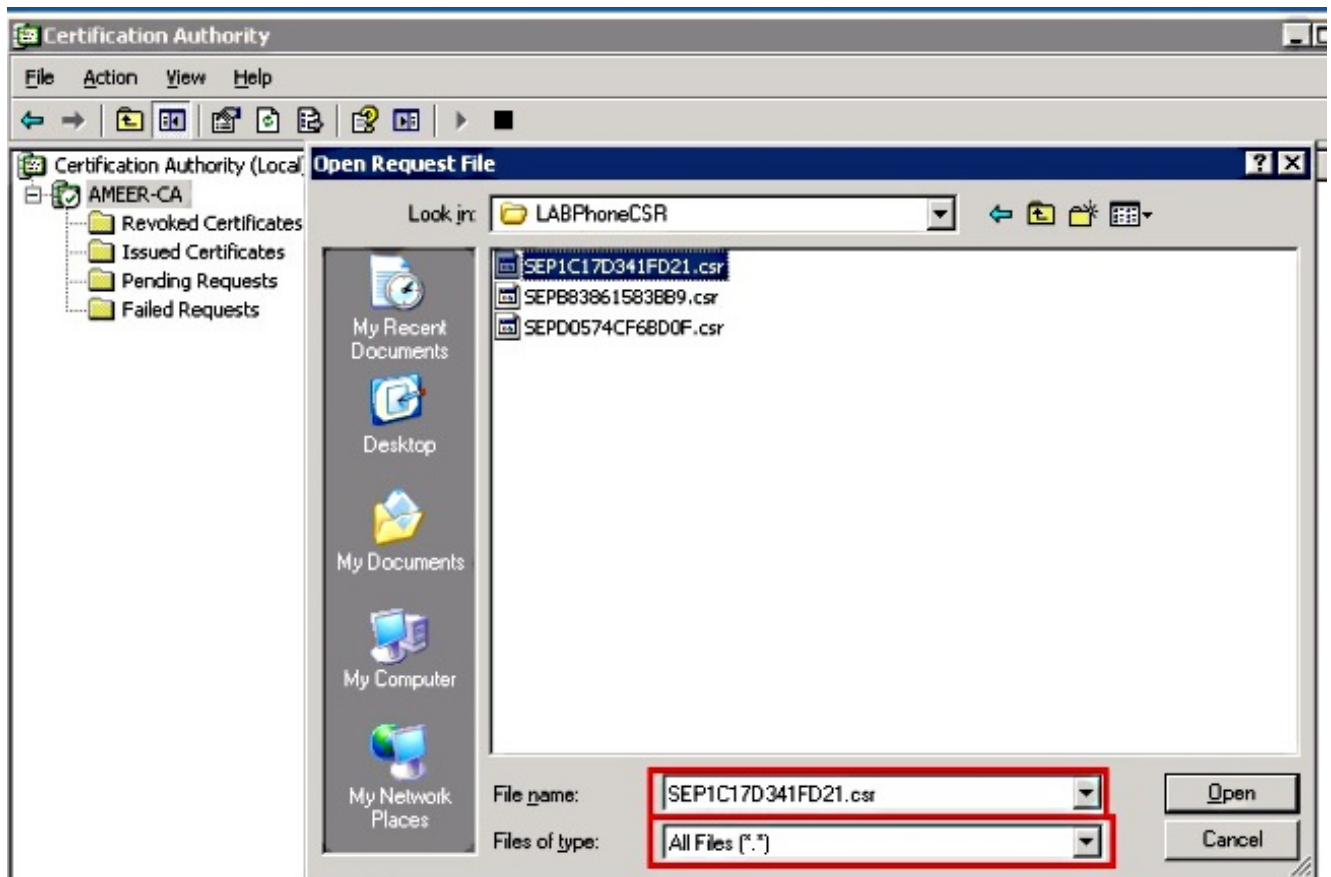 Certification Authority
File Action View Help
Certification Authority (Local)
AMEER-CA
Revoked Certificates
Issued Certificates
Pending Requests
Failed Requests
Open Request File
Look in: LABPhoneCSR
SEP1C17D341FD21.csr
SEPB83861583BB9.csr
SEPD0574CF6BD0F.csr
My Recent
Documents
Desktop
My Documents
My Computer
My Network
Places
File name: SEP1C17D341FD21.csr Open
Files of type: All Files (*.*) Cancel